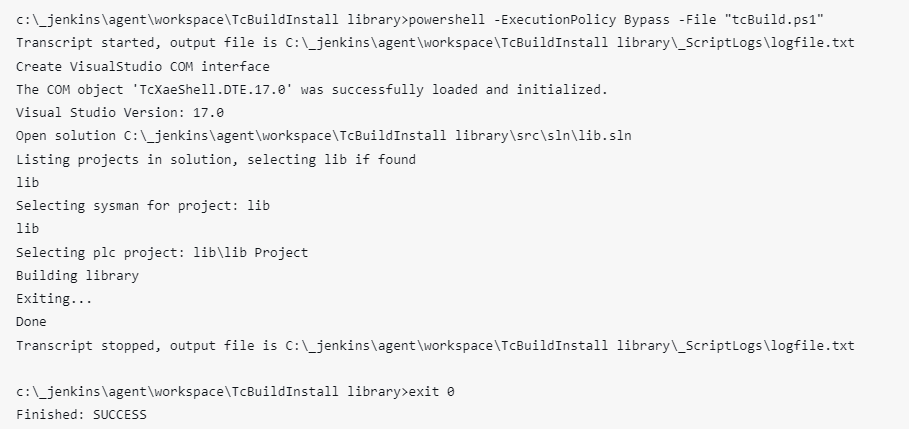 c:\_jenkins\agent\workspace\TcBuildInstall library>powershell -ExecutionPolicy Bypass -File "tcBuild.ps1"
Transcript started, output file is C:\_jenkins\agent\workspace\TcBuildInstall library\_ScriptLogs\logfile.txt
Create VisualStudio COM interface
The COM object 'TcXaeShell.DTE.17.0' was successfully loaded and initialized.
Visual Studio Version: 17.0
Open solution C:\_jenkins\agent\workspace\TcBuildInstall library\src\sln\lib.sln
Listing projects in solution, selecting lib if found
lib
Selecting sysman for project: lib
lib
Selecting plc project: lib\lib Project
Building library
Exiting...
Done
Transcript stopped, output file is C:\_jenkins\agent\workspace\TcBuildInstall library\_ScriptLogs\logfile.txt
c:\_jenkins\agent\workspace\TcBuildInstall library>exit 0
Finished: SUCCESS